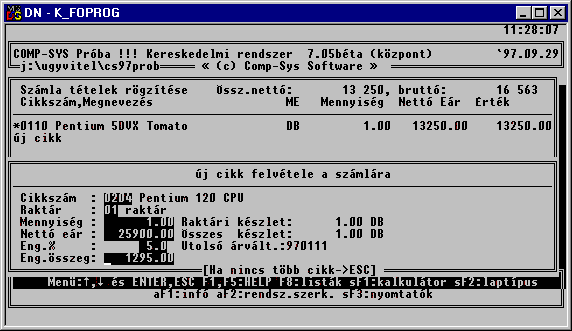 DN - K_FOPROG
11:28:07
COMP-SYS Próba !!! Kereskedelmi rendszer 7.05béta (központ) '97.09.29
j:\ugyvitel\cs97prob « (c) Comp-Sys Software »
Számla tételek rögzítése Össz.nettó: 13 250, bruttó: 16 563
Cikkszám,Megnevezés ME Mennyiség Nettó Eár Érték
*0110 Pentium 5DVX Tomato DB 1.00 13250.00 13250.00
új cikk
új cikk felvétele a számlára
Cikkszám : 0204 Pentium 120 CPU
Raktár : 01 raktár
Mennyiség : 1.00 Raktári készlet: 1.00 DB
Nettó eár : 25900.00 Összes készlet: 1.00 DB
Eng.% : 5.0 Utolsó árvált.:970111
Eng.összeg: 1295.00
[Ha nincs több cikk->ESC]
Menü:↑,↓ és ENTER,ESC F1,F5:HELP F8:listák sF1:kalkulátor sF2:laptípus
aF1:infó aF2:rendsz.szerk. sF3:nyomtatók